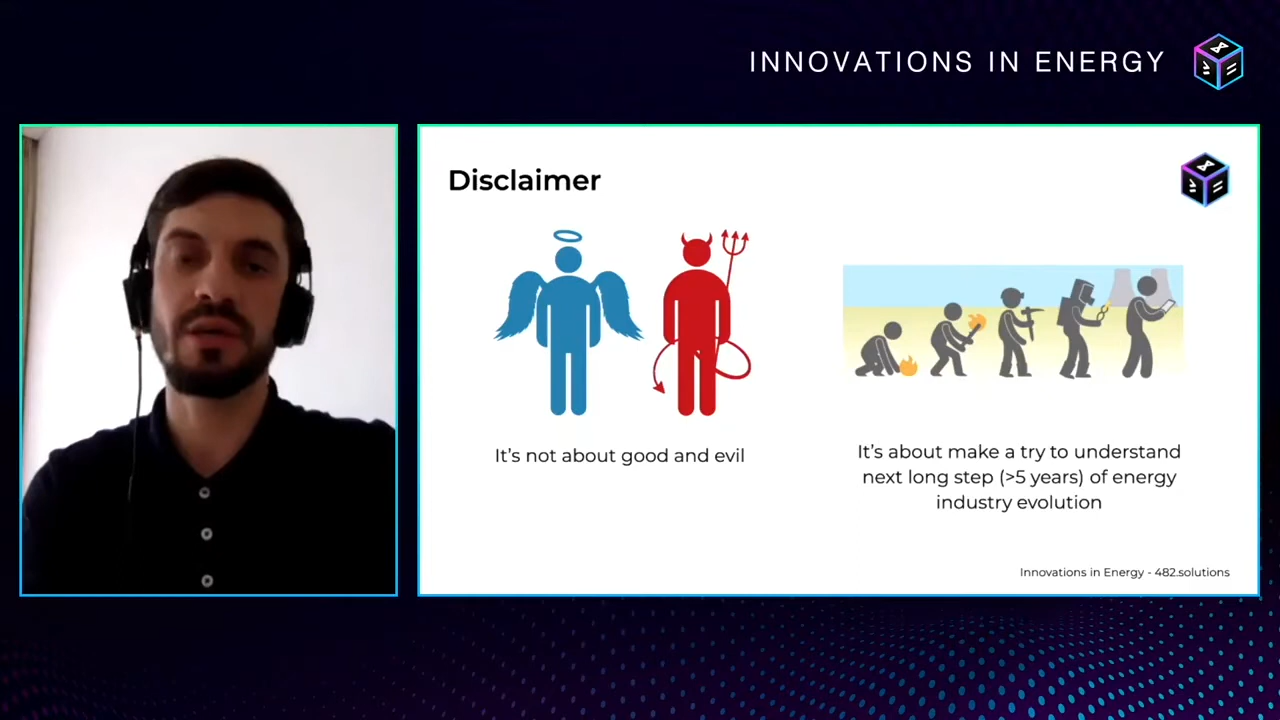 INNOVATIONS IN ENERGY
Disclaimer
It's not about good and evil
It's about make a try to understand
next long step (>5 years) of energy
industry evolution
Innovations in Energy - 482.solutions